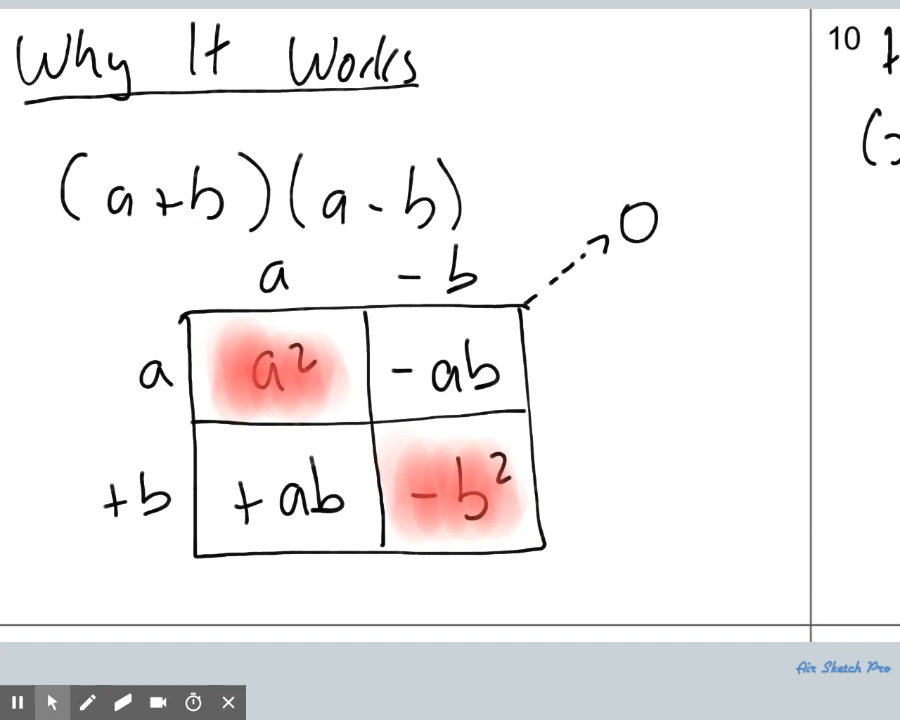 Why It Works
10
(a+b)(a-b)
0
a -b
a a² -ab
+b +ab -b²
Air Sketch Pro